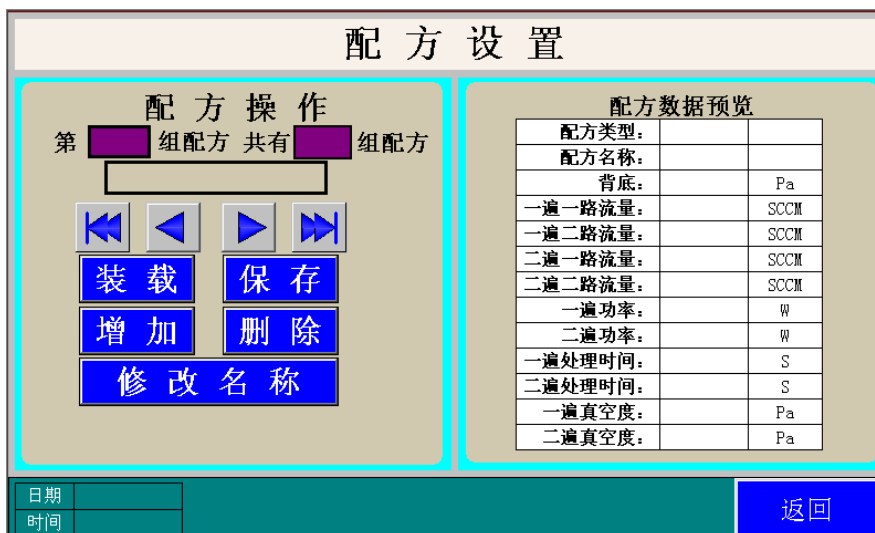 配方设置
配方操作
第 组配方 共有 组配方
装载 保存
增加 删除
修改名称
配方数据预览
配方类型:
配方名称:
背底: Pa
一遍一路流量: SCCM
一遍二路流量: SCCM
二遍一路流量: SCCM
二遍二路流量: SCCM
一遍功率: W
二遍功率: W
一遍处理时间: S
二遍处理时间: S
一遍真空度: Pa
二遍真空度: Pa
日期
时间
返回